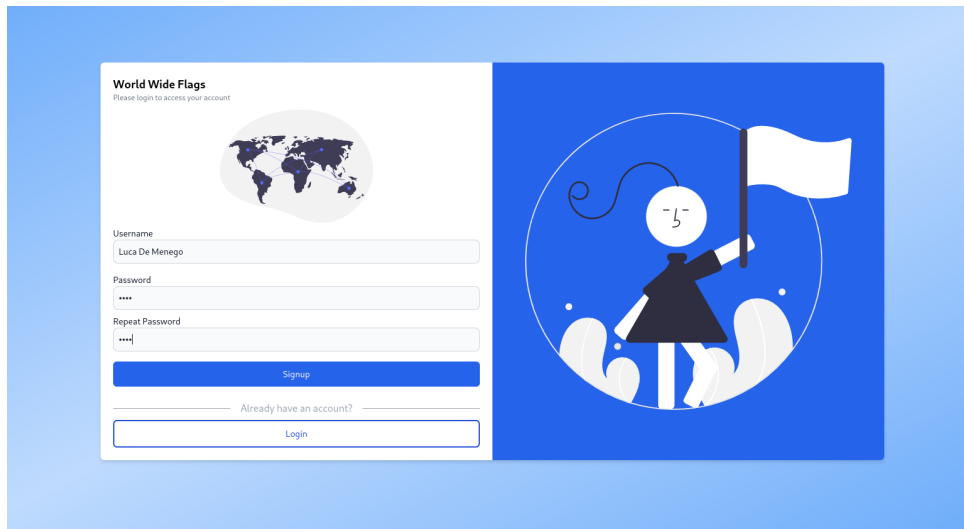 World Wide Flags
Please login to access your account
Username
Luca De Menego
Password
••••
Repeat Password
••••
Signup
Already have an account?
Login